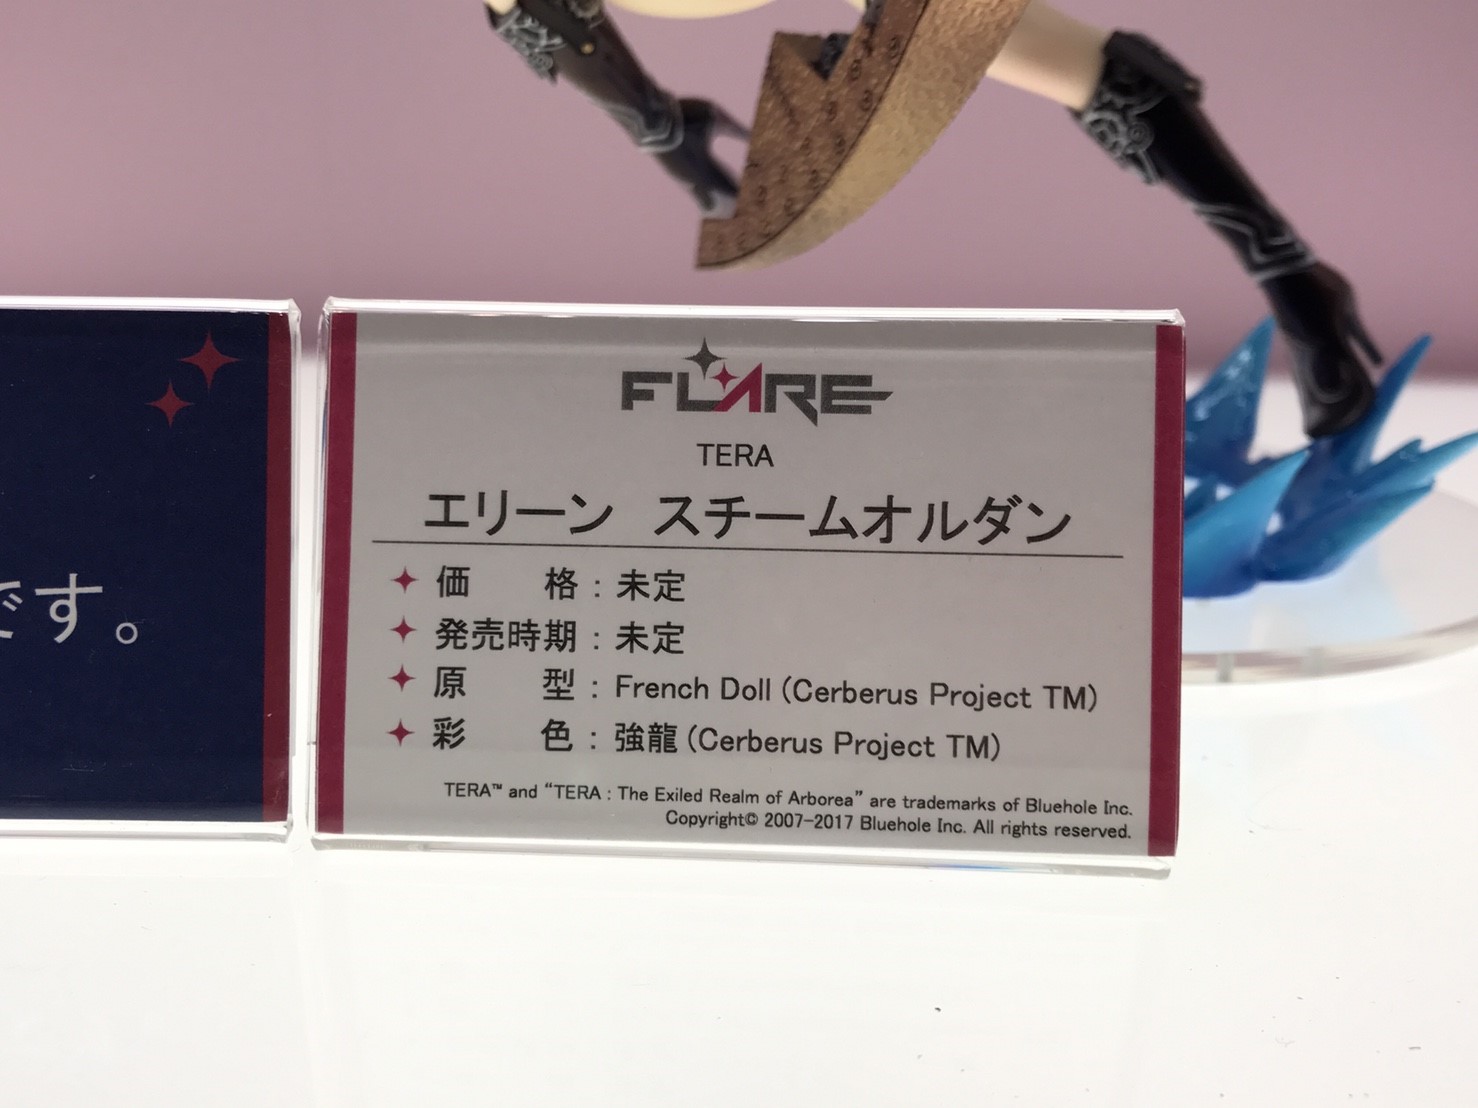 です。
FLARE
TERA
エリーン スチームオルダン
価 格 : 未定
発売時期 : 未定
原 型 : French Doll (Cerberus Project TM)
彩 色 : 強龍 (Cerberus Project TM)
TERA™ and “TERA : The Exiled Realm of Arborea” are trademarks of Bluehole Inc.
Copyright© 2007-2017 Bluehole Inc. All rights reserved.